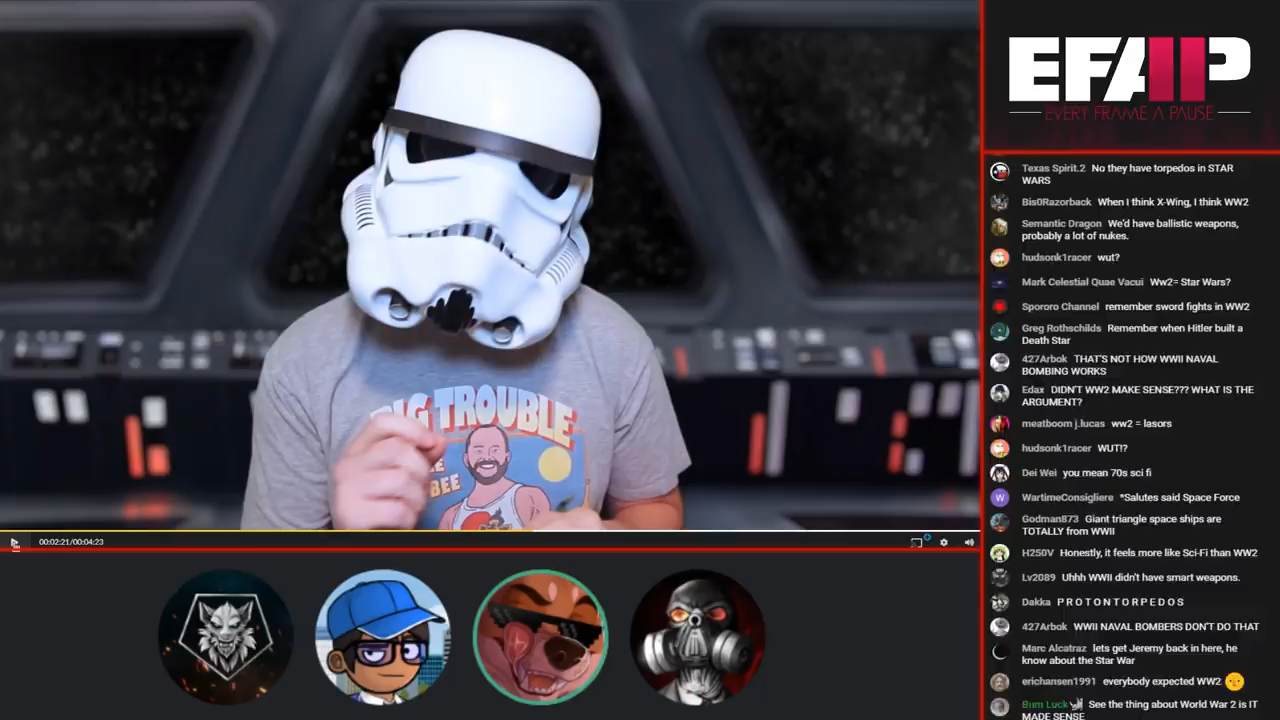 EFAP
EVERY FRAME A PAUSE
Texas Spirit.2 No they have torpedos in STAR
WARS
Bis0Razorback When I think X-Wing, I think WW2
Semantic Dragon We'd have ballistic weapons,
probably a lot of nukes.
hudsonk1racer wut?
Mark Celestial Quae Vacui Ww2= Star Wars?
Spororo Channel remember sword fights in WW2
Greg Rothschilds Remember when Hitler built a
Death Star
427Arbok THAT'S NOT HOW WWII NAVAL
BOMBING WORKS
Edax DIDN'T WW2 MAKE SENSE??? WHAT IS THE
ARGUMENT?
meatboom j.lucas ww2 = lasors
hudsonk1racer WUT!?
Dei Wei you mean 70s sci fi
W WartimeConsigliere *Salutes said Space Force
Godman873 Giant triangle space ships are
TOTALLY from WWII
H250V Honestly, it feels more like Sci-Fi than WW2
Lv2089 Uhhh WWII didn't have smart weapons.
Dakka P R O T O N T O R P E D O S
427Arbok WWII NAVAL BOMBERS DON'T DO THAT
Marc Alcatraz lets get Jeremy back in here, he
know about the Star War
erichansen1991 everybody expected WW2
Bum Luck See the thing about World War 2 is IT
MADE SENSE
BIG TROUBLE
BEE
00:02:21/00:04:23